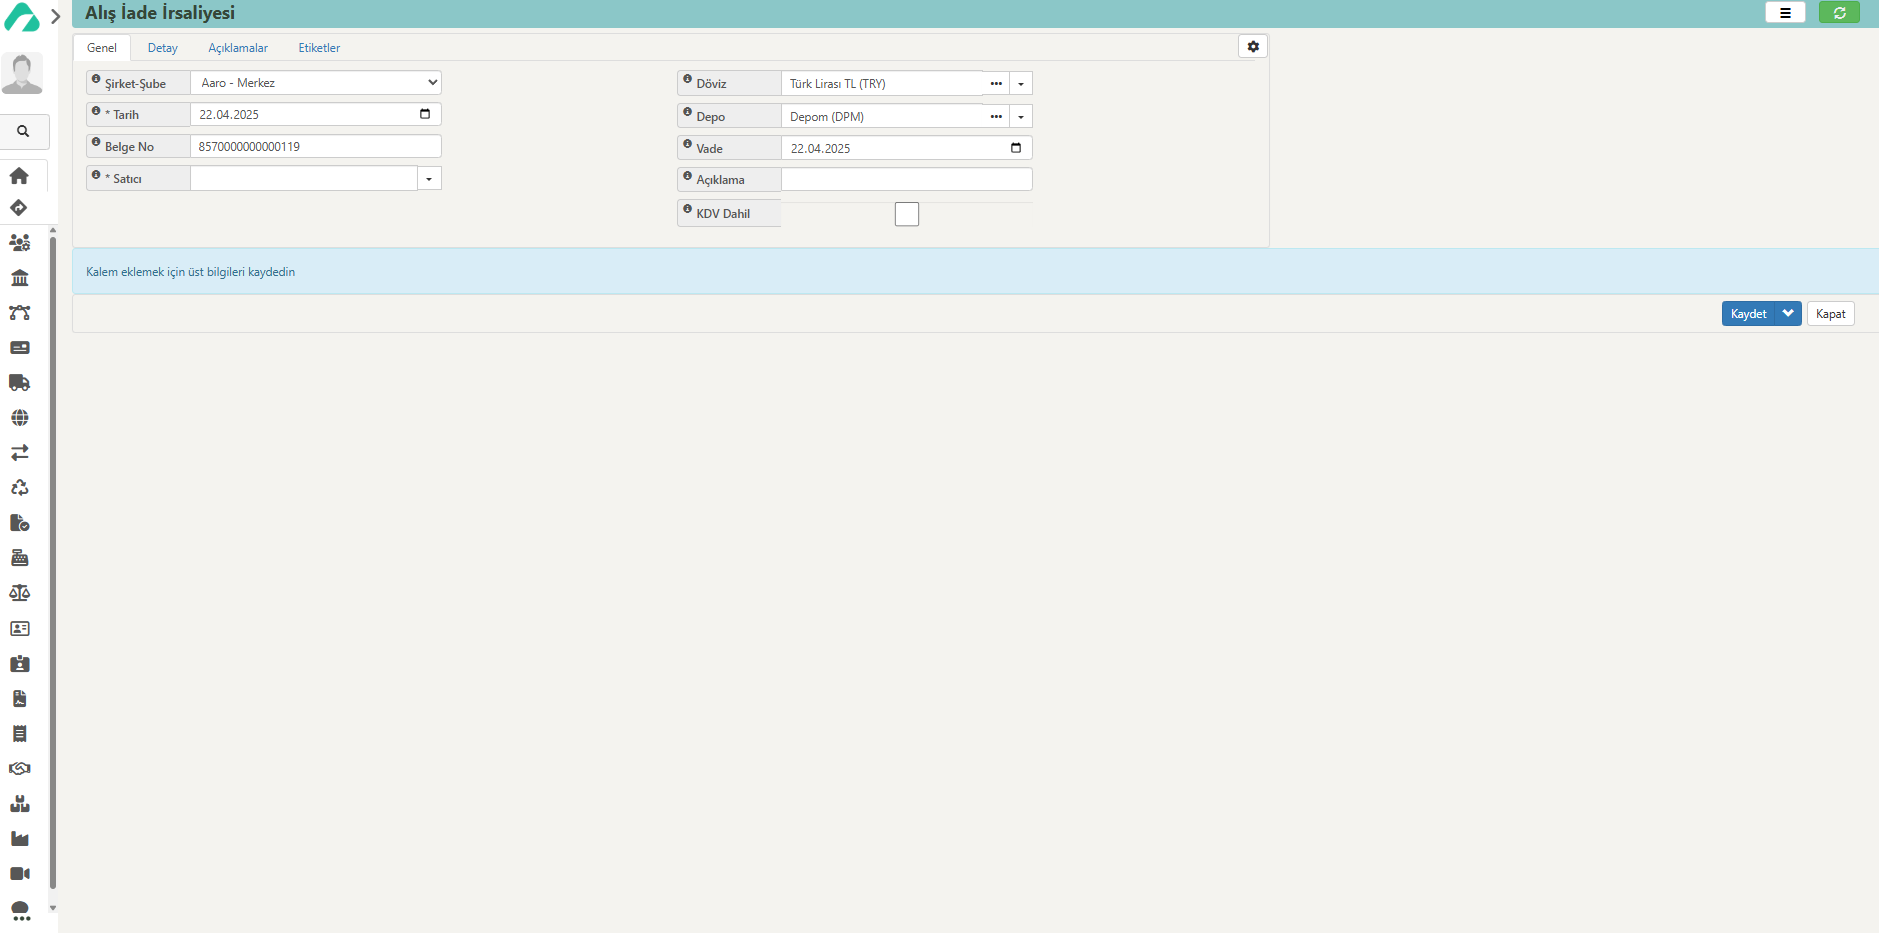 Alış İade İrsaliyesi
Genel Detay Açıklamalar Etiketler
Şirket-Şube Aaro - Merkez
* Tarih 22.04.2025
Belge No 8570000000000119
* Satıcı
Döviz Türk Lirası TL (TRY)
Depo Depom (DPM)
Vade 22.04.2025
Açıklama
KDV Dahil
Kalem eklemek için üst bilgileri kaydedin
Kaydet Kapat